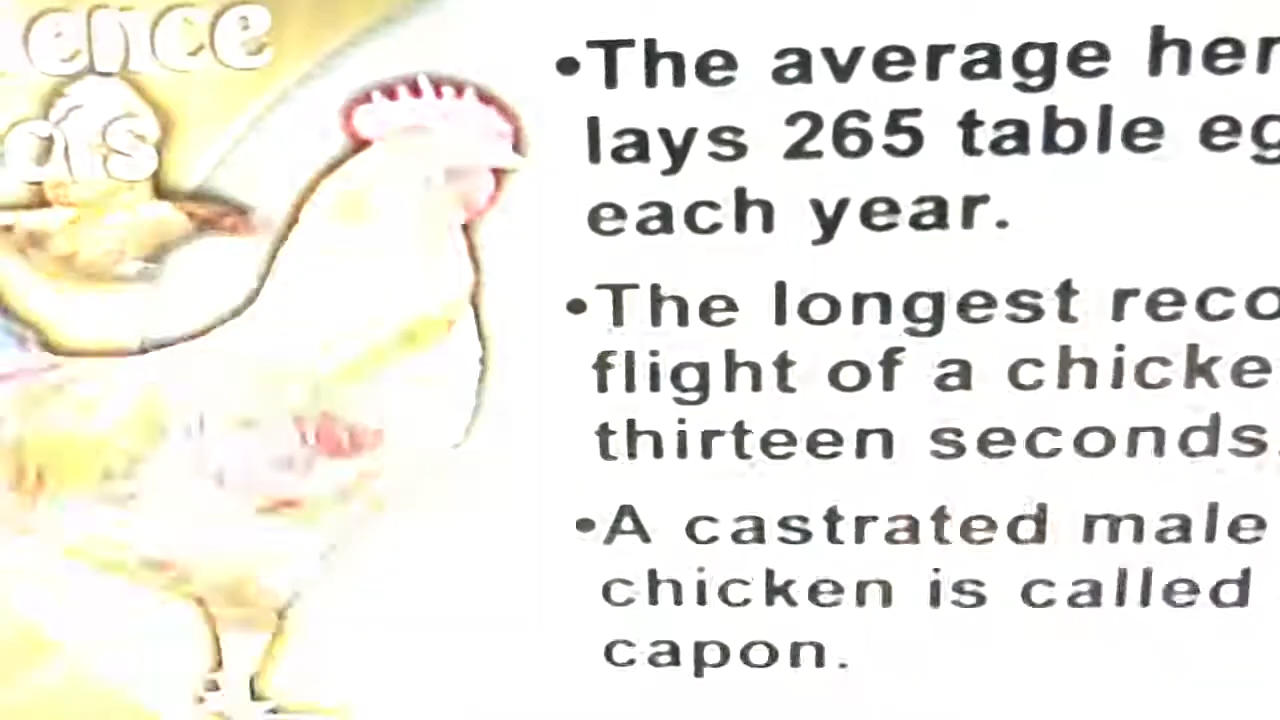 ence
•The average hen
lays 265 table eg
each year.
•The longest reco
flight of a chicke
thirteen seconds.
•A castrated male
chicken is called
capon.